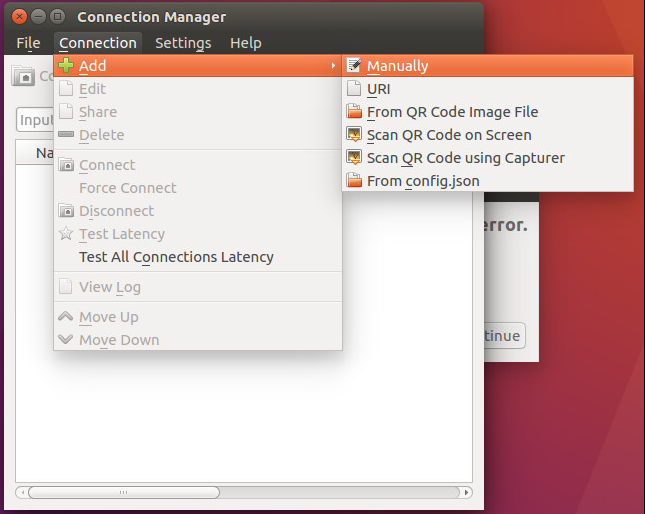 Connection Manager
File Connection Settings Help
Co
Input
Na
Add
Edit
Share
Delete
Connect
Force Connect
Disconnect
Test Latency
Test All Connections Latency
View Log
Move Up
Move Down
Manually
URI
From QR Code Image File
Scan QR Code on Screen
Scan QR Code using Capturer
From config.json
error.
tinue